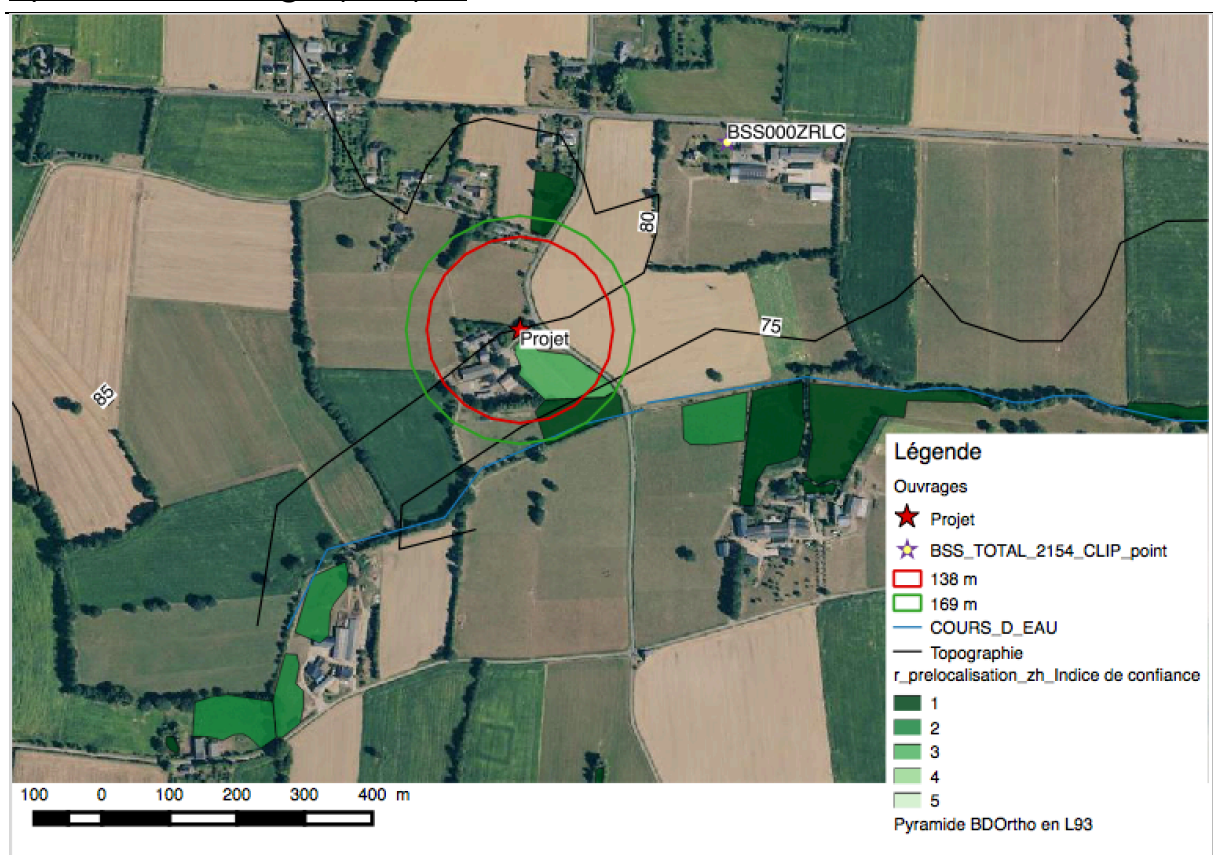 BSS000ZRLC
80
75
Projet
85
Légende
Ouvrages
Projet
BSS_TOTAL_2154_CLIP_point
138 m
169 m
COURS_D_EAU
Topographie
r_prelocalisation_zh_Indice de confiance
1
2
3
4
5
Pyramide BDOrtho en L93
100 0 100 200 300 400 m